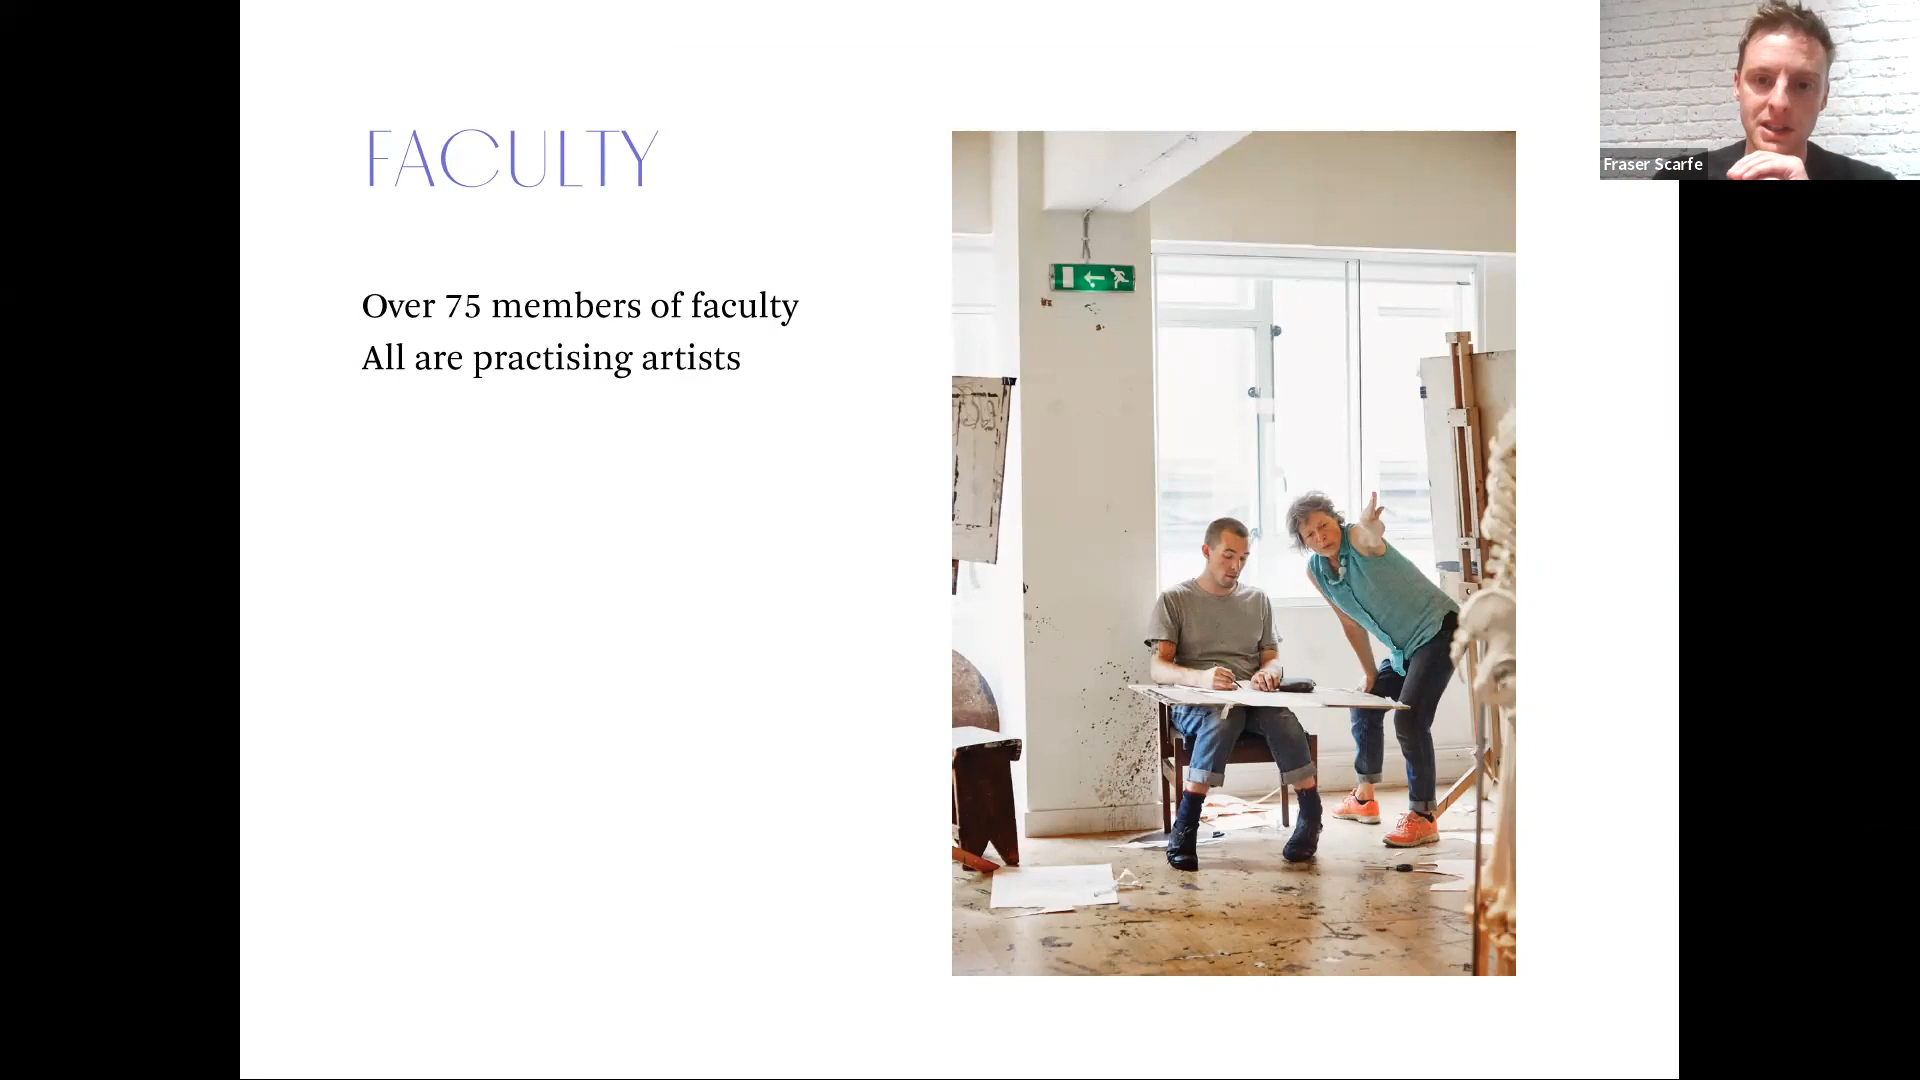 FACULTY
Over 75 members of faculty
All are practising artists
Fraser Scarfe